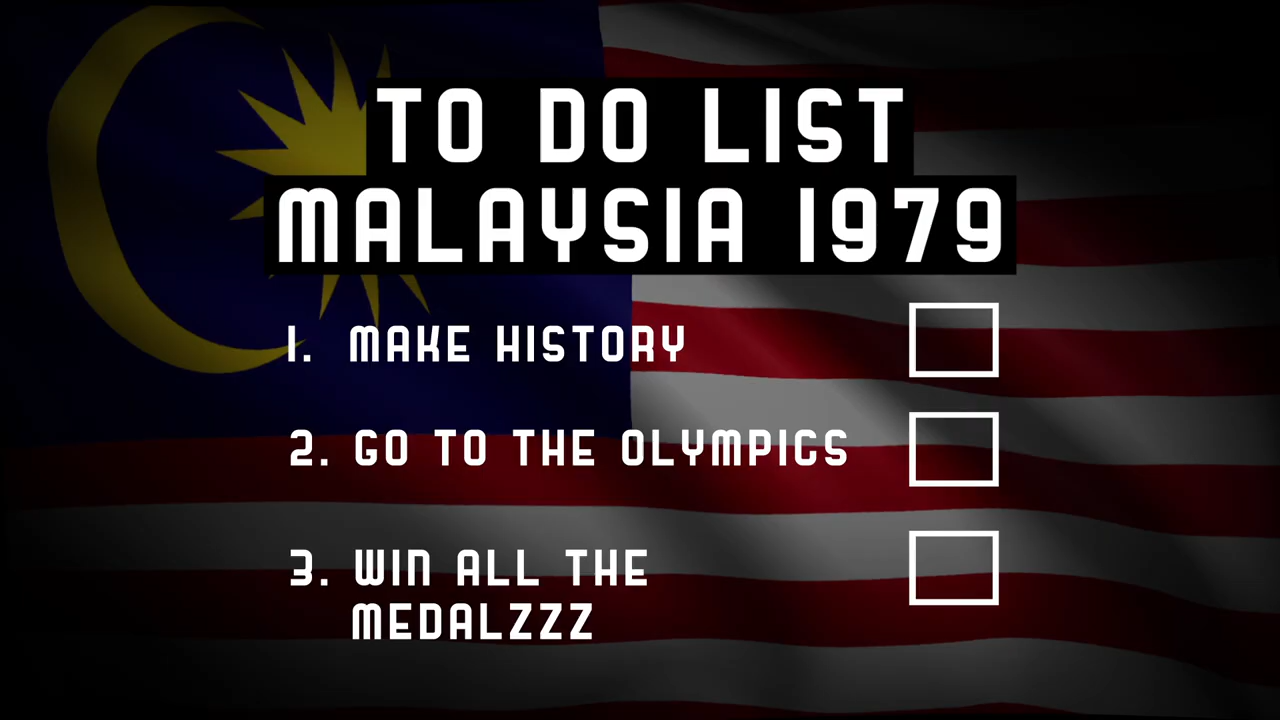 TO DO LIST
MALAYSIA 1979
1. MAKE HISTORY
2. GO TO THE OLYMPICS
3. WIN ALL THE
MEDALZZZ